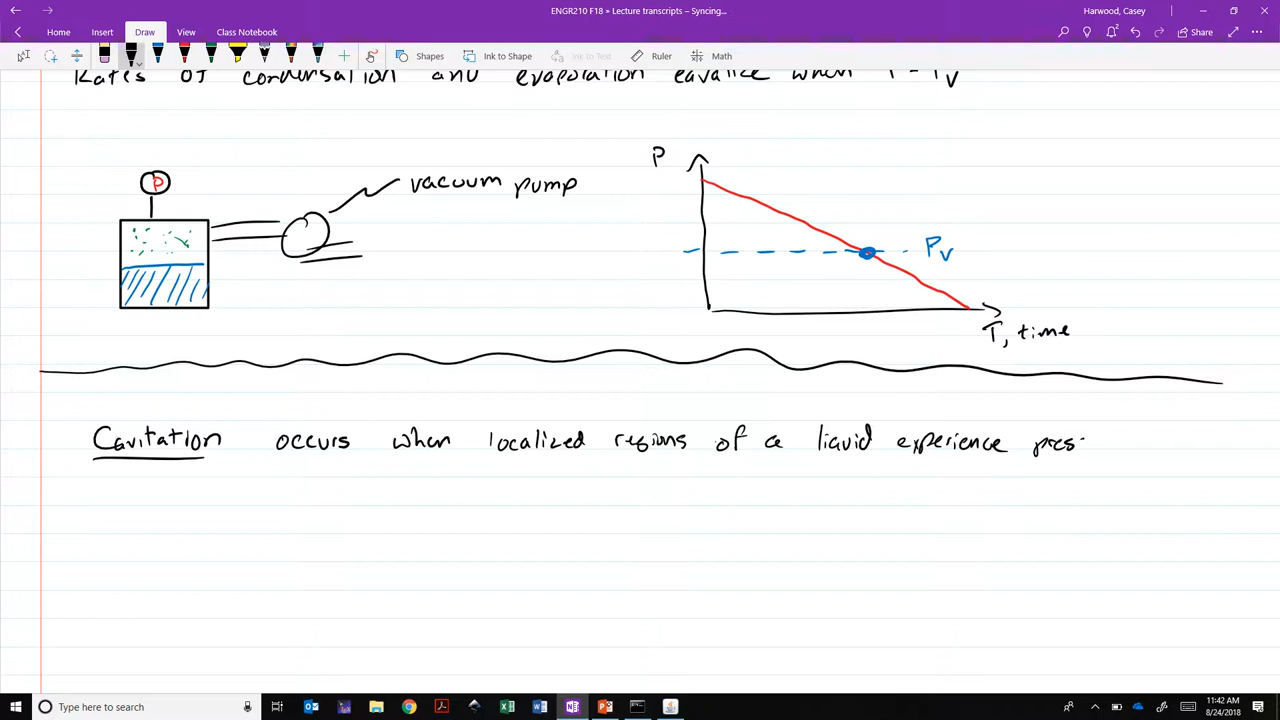 ENGR210 F18 » Lecture transcripts – Syncing...
Harwood, Casey
Home Insert Draw View Class Notebook
Share
Shapes Ink to Shape Ink to Text Ruler Math
Rates of condensation and evaporation equalize when P = Pv
P
vacuum pump
P
Pv
T, time
Cavitation occurs when localized regions of a liquid experience pres
Type here to search
11:42 AM
8/24/2018